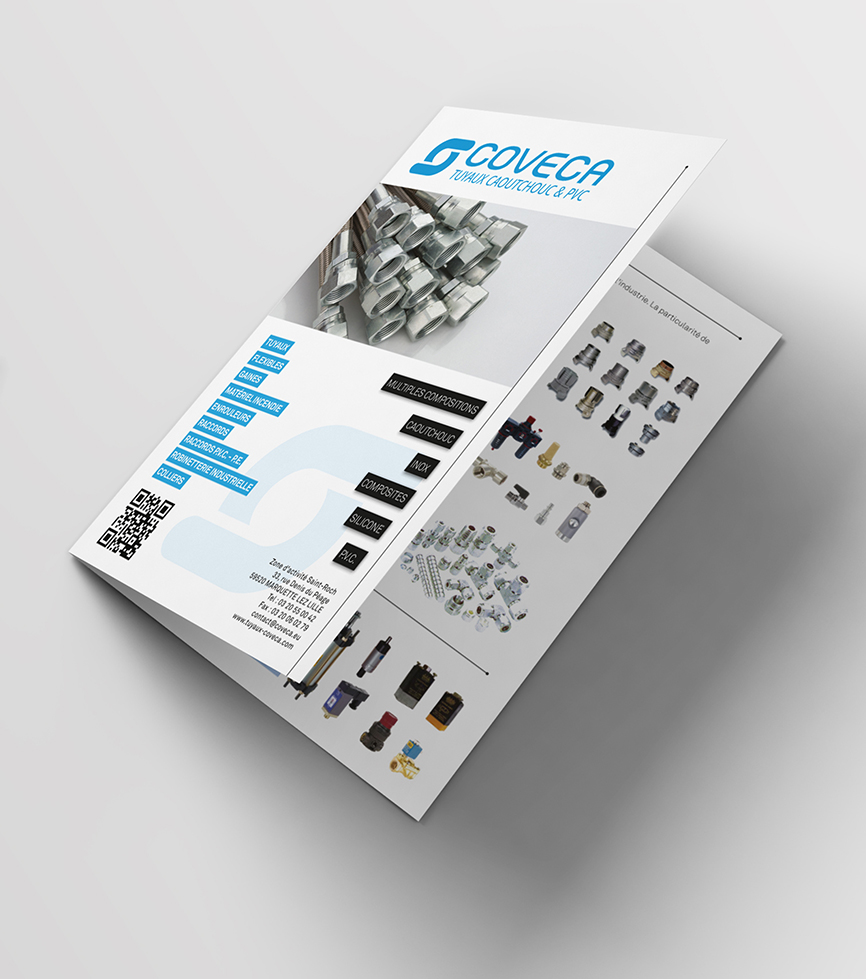 COVECA
TUYAUX CAOUTCHOUC & PVC
l'industrie. La particularité de
TUYAUX
FLEXIBLES
GAINES
MATERIEL INCENDIE
ENROULEURS
RACCORDS
RACCORDS P.V.C. - P.E.
ROBINETTERIE INDUSTRIELLE
COLLIERS
MULTIPLES COMPOSITIONS
CAOUTCHOUC
INOX
COMPOSITES
SILICONE
P.V.C.
Zone d'activité Saint-Roch
33, rue Denis du Péage
59520 MARQUETTE LEZ LILLE
Tel : 03 20 55 00 42
Fax : 03 20 06 02 79
contact@coveca.eu
www.tuyaux-coveca.com